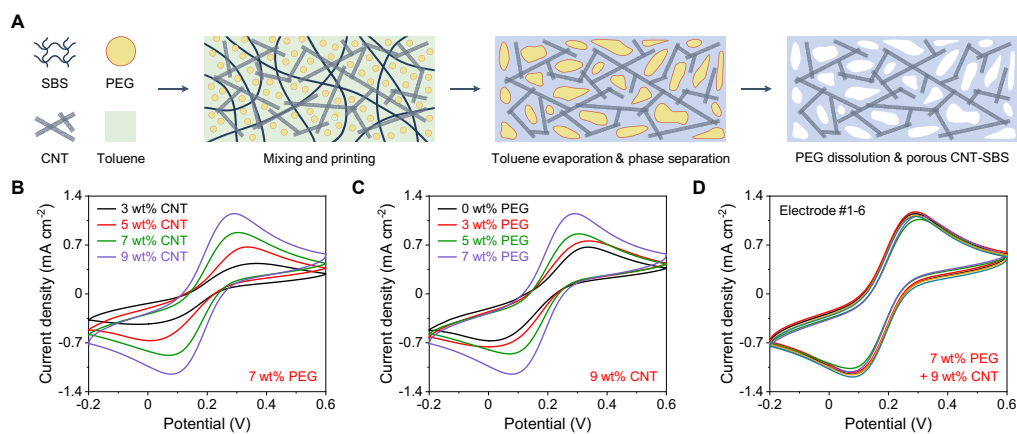 A
SBS
PEG
CNT
Toluene
Mixing and printing
Toluene evaporation & phase separation
PEG dissolution & porous CNT-SBS
B
Current density (mA cm⁻²)
1.4
0.7
0
-0.7
-1.4
3 wt% CNT
5 wt% CNT
7 wt% CNT
9 wt% CNT
7 wt% PEG
-0.2
0
0.2
0.4
0.6
Potential (V)
C
Current density (mA cm⁻²)
1.4
0.7
0
-0.7
-1.4
0 wt% PEG
3 wt% PEG
5 wt% PEG
7 wt% PEG
9 wt% CNT
-0.2
0
0.2
0.4
0.6
Potential (V)
D
Current density (mA cm⁻²)
1.4
0.7
0
-0.7
-1.4
Electrode #1-6
7 wt% PEG
+ 9 wt% CNT
-0.2
0
0.2
0.4
0.6
Potential (V)